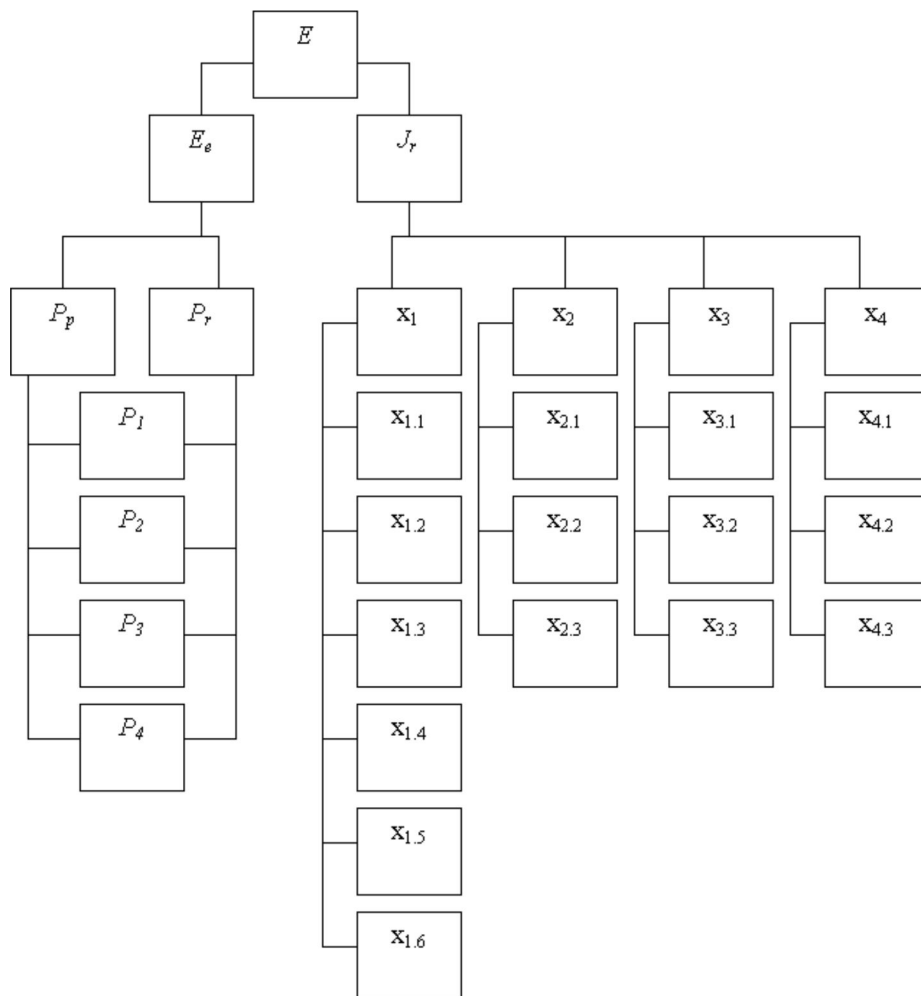 E
Eₑ Jᵣ
Pₚ Pᵣ x₁ x₂ x₃ x₄
P₁ x₁.₁ x₂.₁ x₃.₁ x₄.₁
P₂ x₁.₂ x₂.₂ x₃.₂ x₄.₂
P₃ x₁.₃ x₂.₃ x₃.₃ x₄.₃
P₄ x₁.₄
x₁.₅
x₁.₆